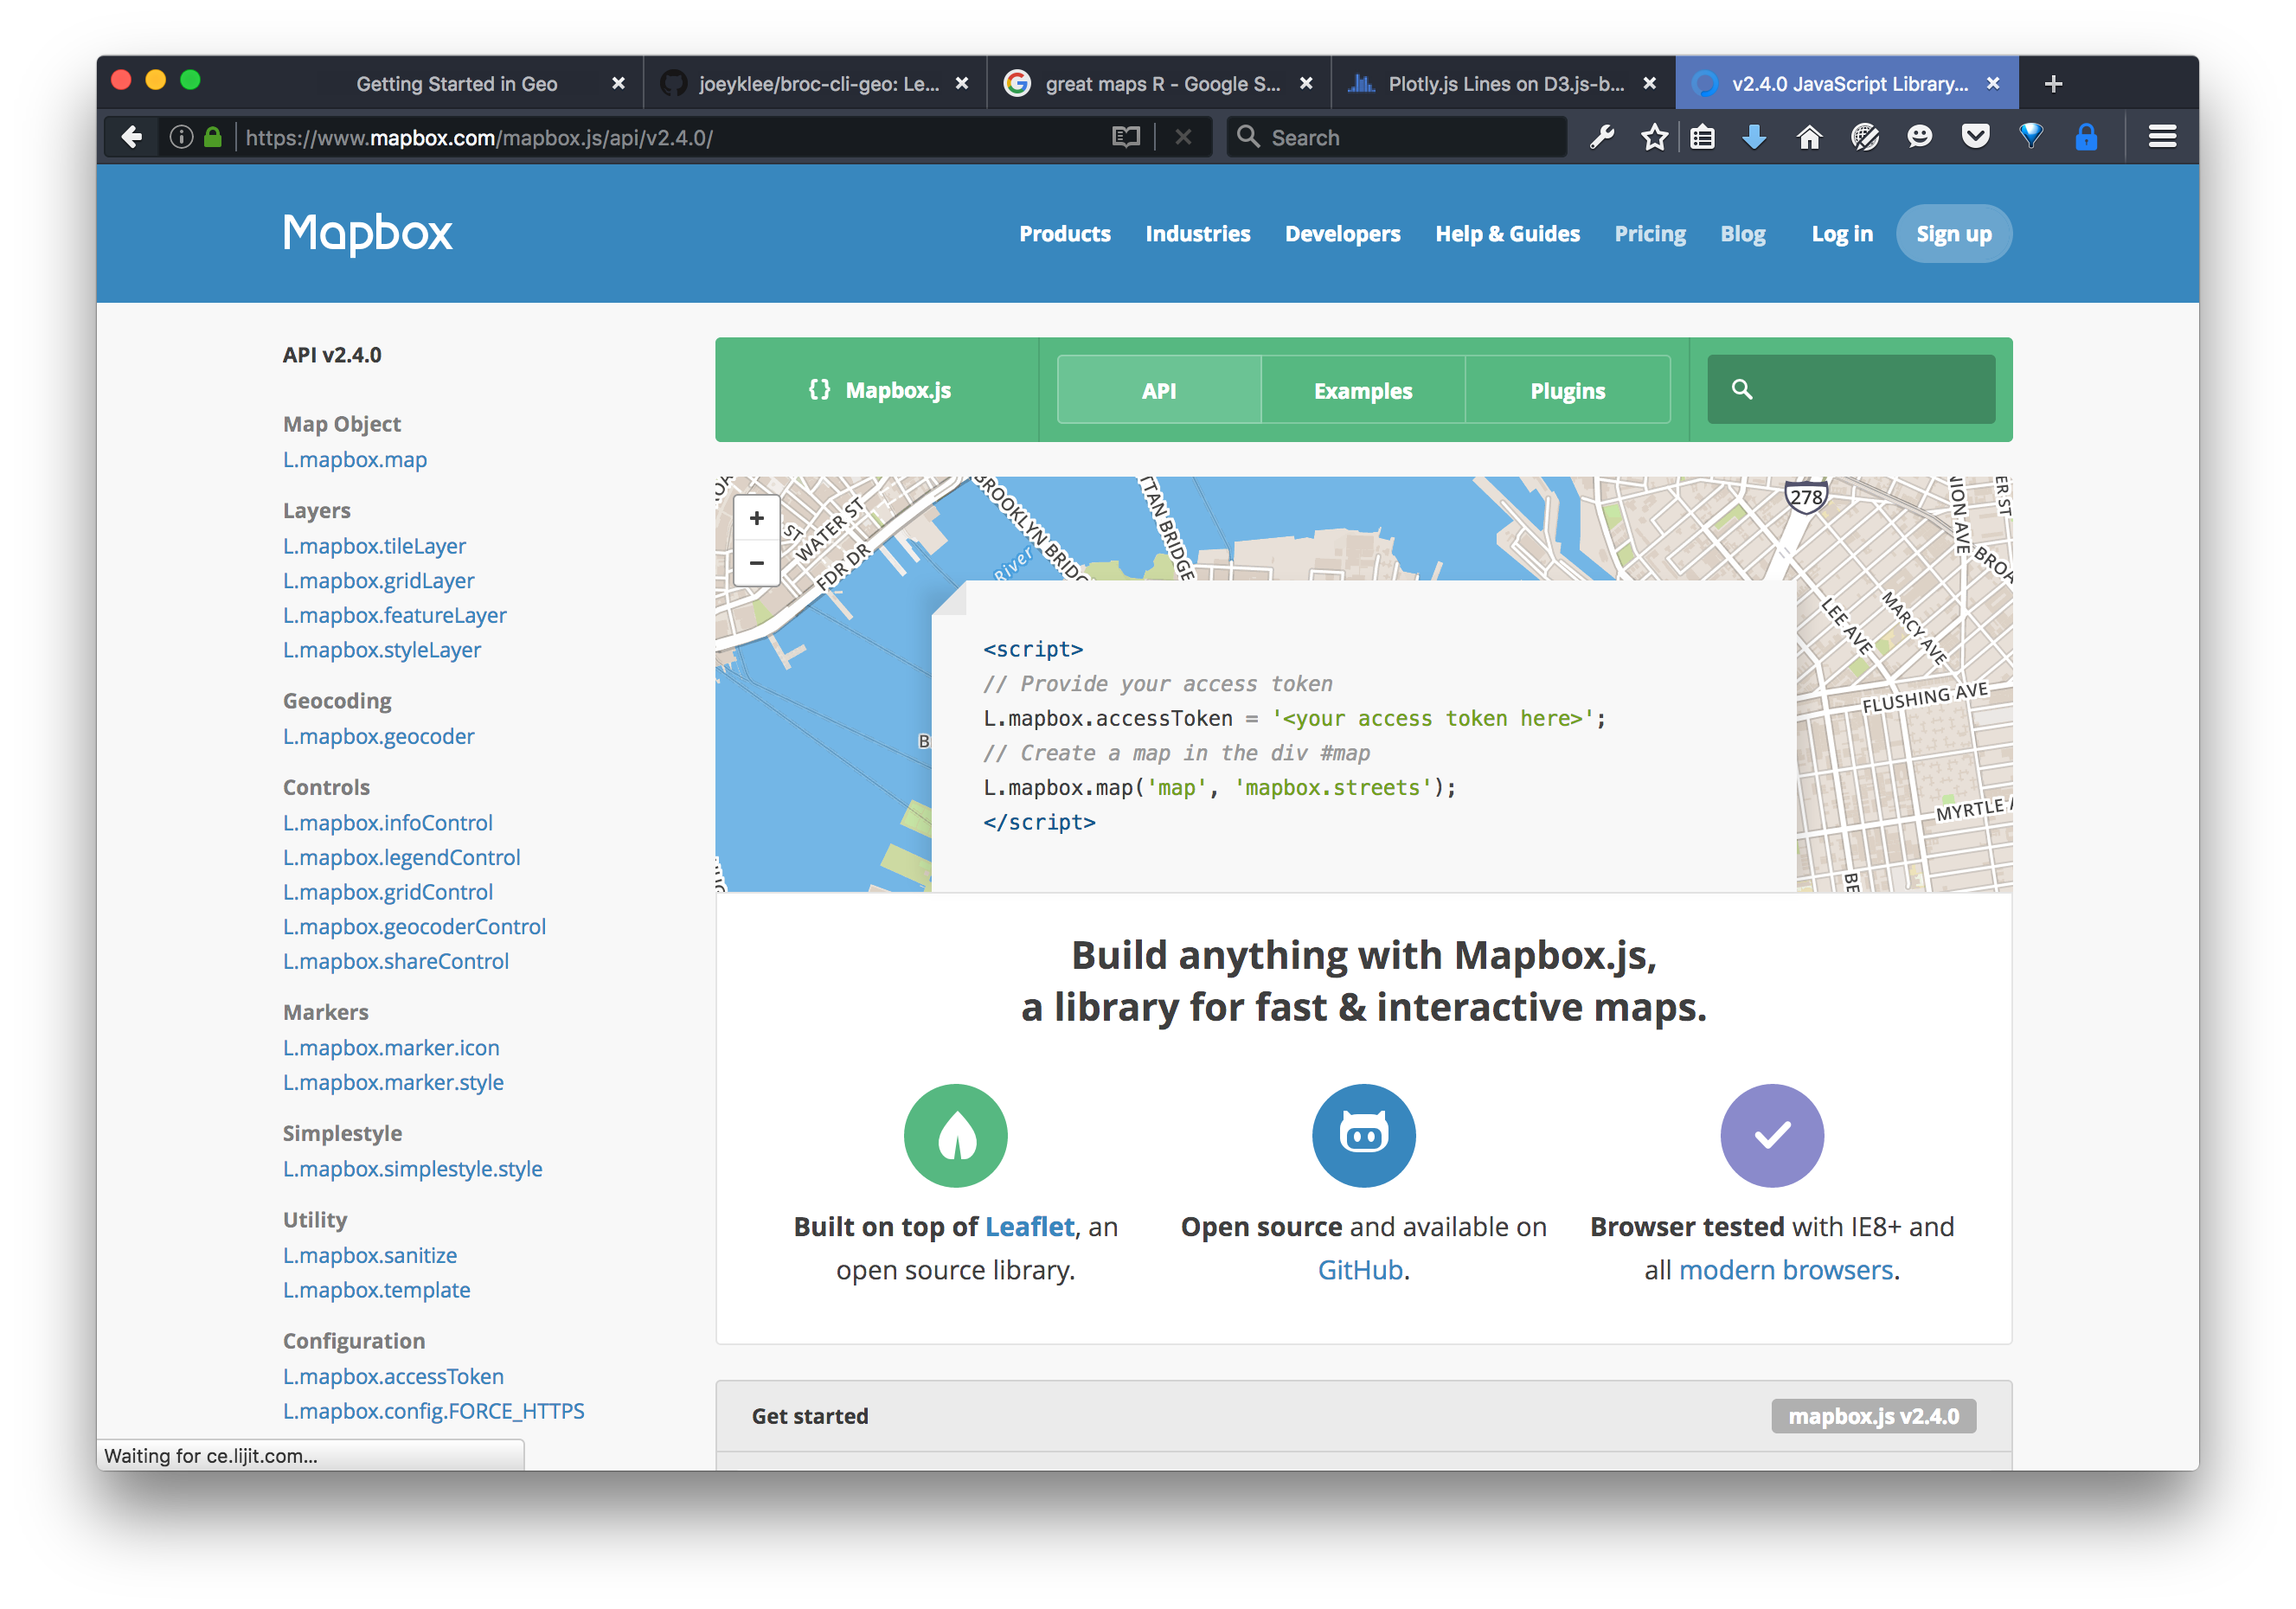 Getting Started in Geo
joeyklee/broc-cli-geo: Le...
great maps R - Google S...
Plotly.js Lines on D3.js-b...
v2.4.0 JavaScript Library...
https://www.mapbox.com/mapbox.js/api/v2.4.0/
Search
Mapbox
Products
Industries
Developers
Help & Guides
Pricing
Blog
Log in
Sign up
API v2.4.0
Map Object
L.mapbox.map
Layers
L.mapbox.tileLayer
L.mapbox.gridLayer
L.mapbox.featureLayer
L.mapbox.styleLayer
Geocoding
L.mapbox.geocoder
Controls
L.mapbox.infoControl
L.mapbox.legendControl
L.mapbox.gridControl
L.mapbox.geocoderControl
L.mapbox.shareControl
Markers
L.mapbox.marker.icon
L.mapbox.marker.style
Simplestyle
L.mapbox.simplestyle.style
Utility
L.mapbox.sanitize
L.mapbox.template
Configuration
L.mapbox.accessToken
L.mapbox.config.FORCE_HTTPS
Waiting for ce.lijit.com...
{} Mapbox.js
API
Examples
Plugins
+
−
ST
WATER ST
FDR DR
River
BROOKLYN BRIDG
TTAN BRIDGE
278
NION AVE
ER ST
BROA
LEE AVE
MARCY AVE
FLUSHING AVE
MYRTLE A
BE
B
<script>
// Provide your access token
L.mapbox.accessToken = '<your access token here>';
// Create a map in the div #map
L.mapbox.map('map', 'mapbox.streets');
</script>
Build anything with Mapbox.js,
a library for fast & interactive maps.
Built on top of Leaflet, an
open source library.
Open source and available on
GitHub.
Browser tested with IE8+ and
all modern browsers.
Get started
mapbox.js v2.4.0